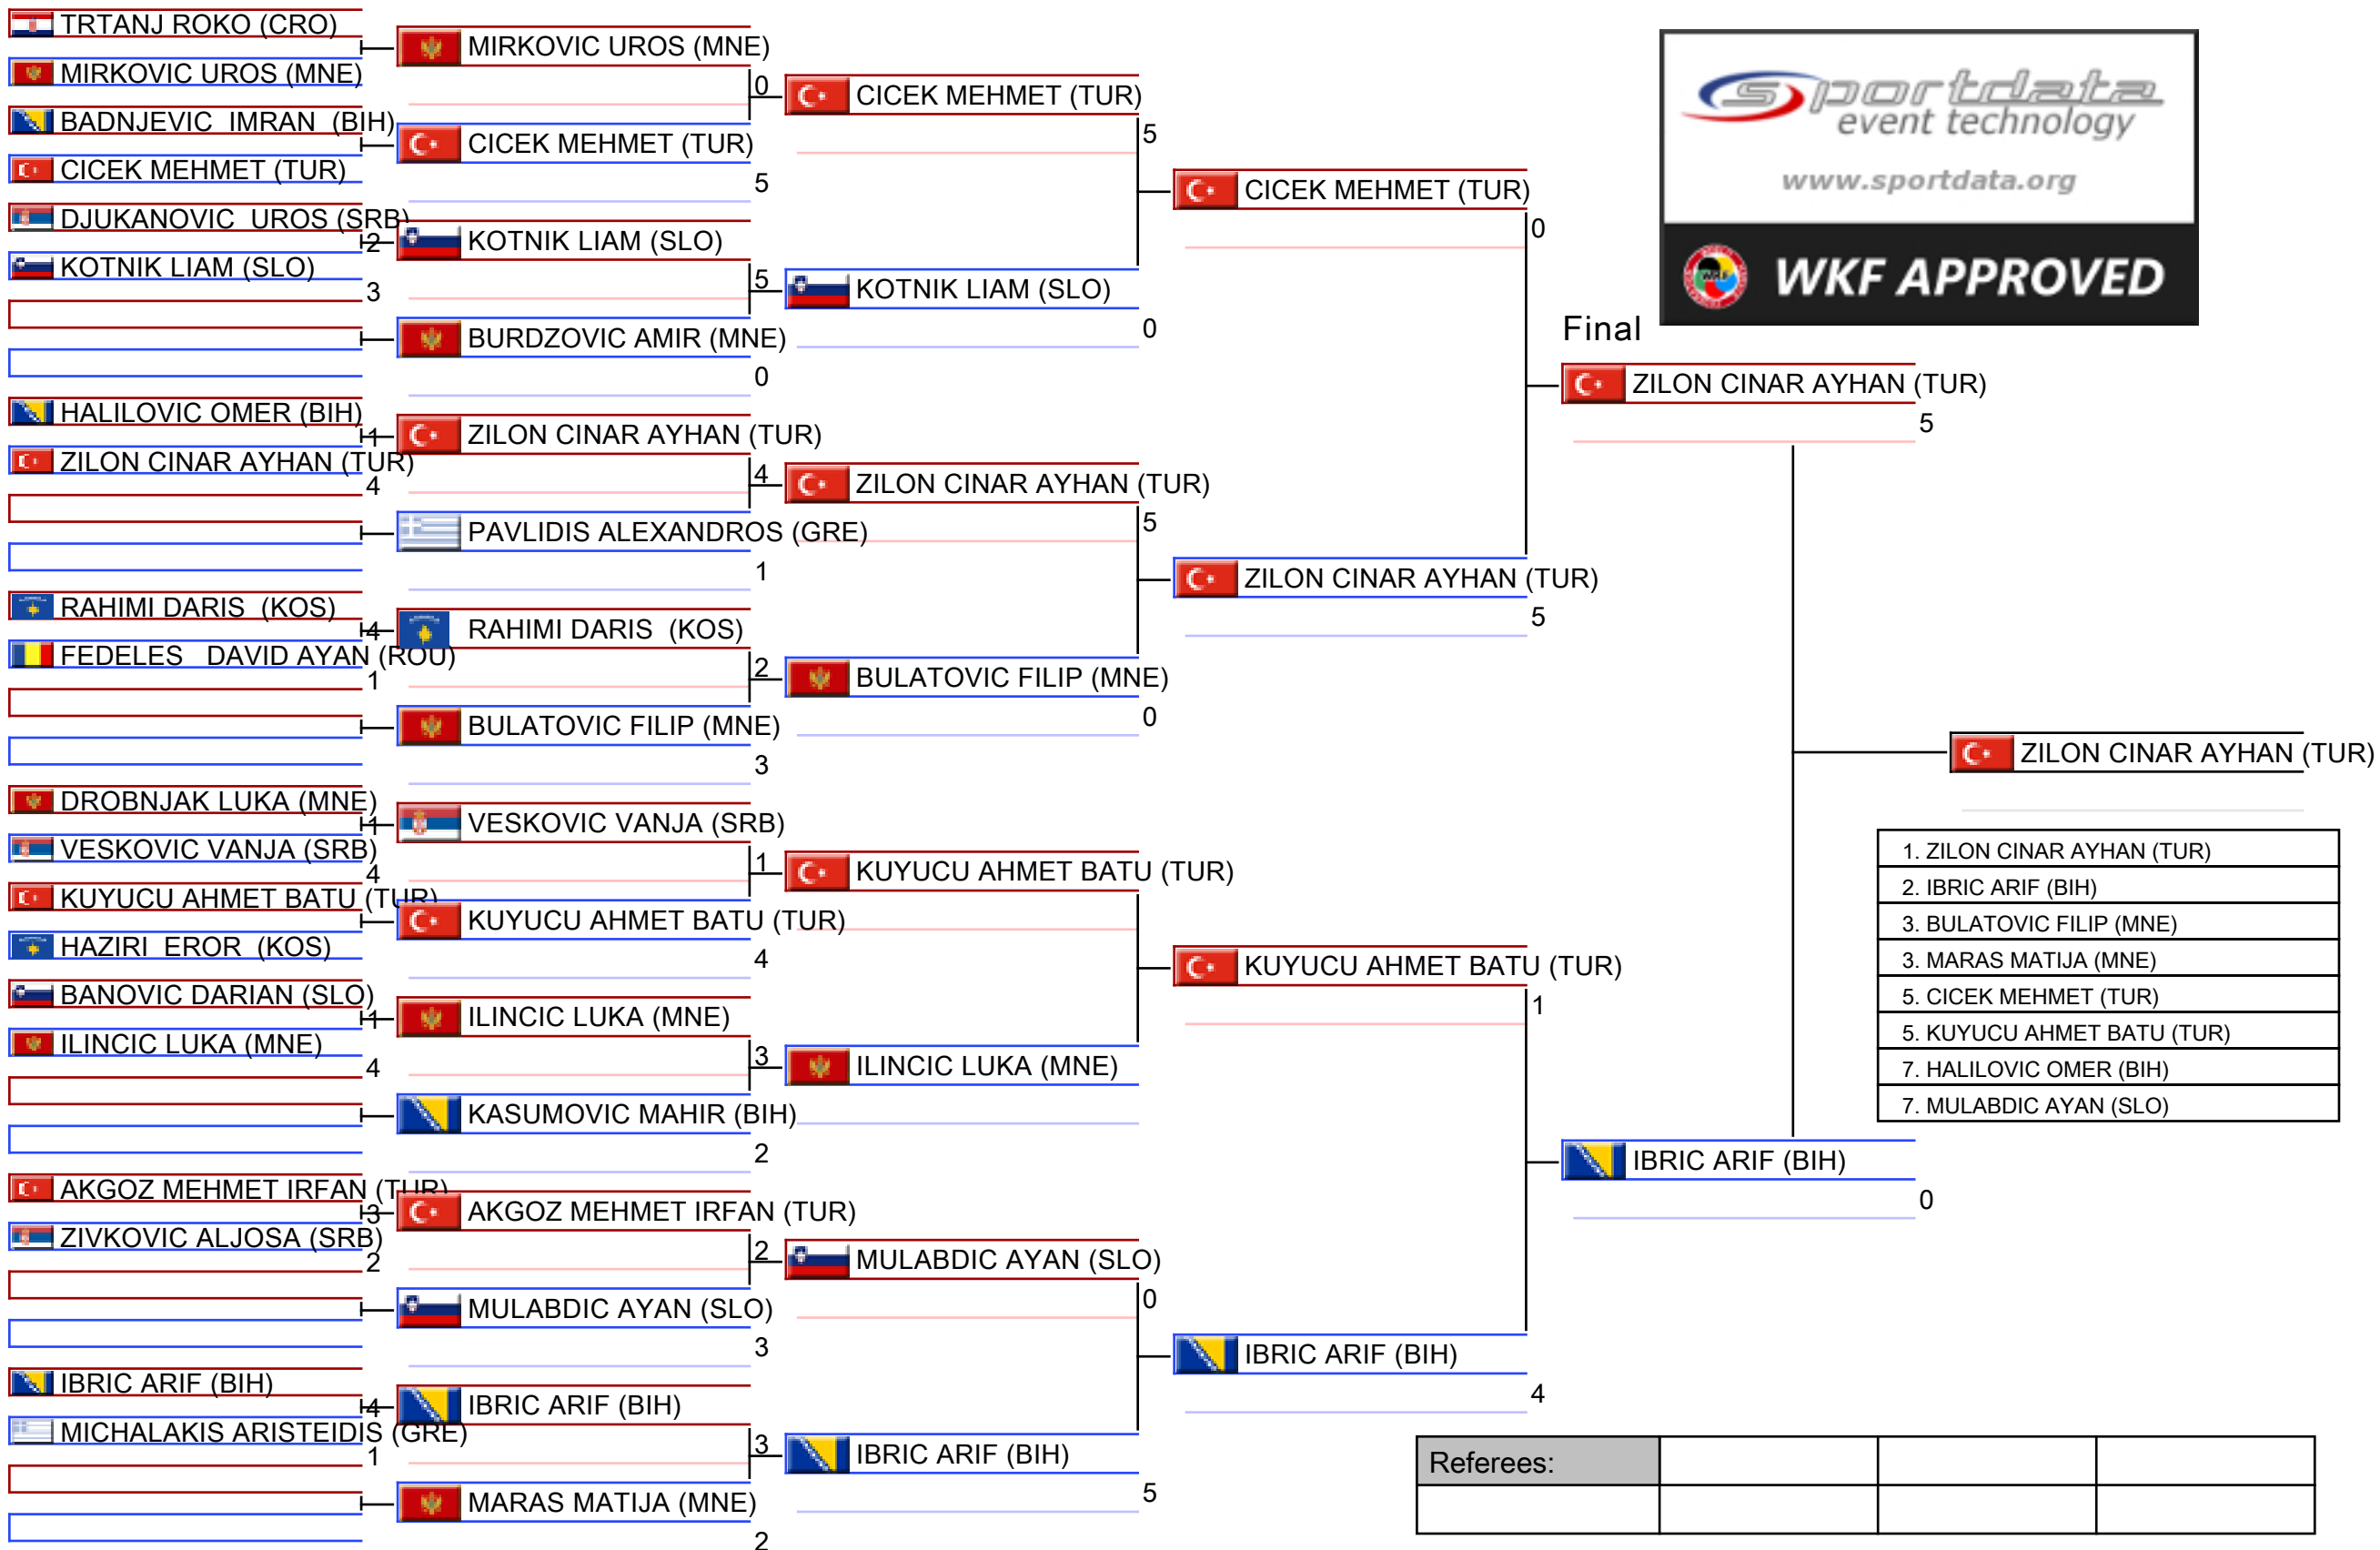 TRTANJ ROKO (CRO)
MIRKOVIC UROS (MNE)
BADNJEVIC  IMRAN  (BIH)
CICEK MEHMET (TUR)
DJUKANOVIC  UROS (SRB)
2
KOTNIK LIAM (SLO)
3
HALILOVIC OMER (BIH)
1
ZILON CINAR AYHAN (TUR)
4
RAHIMI DARIS  (KOS)
4
FEDELES   DAVID AYAN (ROU)
1
DROBNJAK LUKA (MNE)
1
VESKOVIC VANJA (SRB)
4
KUYUCU AHMET BATU (TUR)
HAZIRI  EROR  (KOS)
BANOVIC DARIAN (SLO)
1
ILINCIC LUKA (MNE)
4
AKGOZ MEHMET IRFAN (TUR)
3
ZIVKOVIC ALJOSA (SRB)
2
IBRIC ARIF (BIH)
4
MICHALAKIS ARISTEIDIS (GRE)
1
MIRKOVIC UROS (MNE)
0
CICEK MEHMET (TUR)
5
KOTNIK LIAM (SLO)
5
BURDZOVIC AMIR (MNE)
0
ZILON CINAR AYHAN (TUR)
4
PAVLIDIS ALEXANDROS (GRE)
1
RAHIMI DARIS  (KOS)
2
BULATOVIC FILIP (MNE)
3
VESKOVIC VANJA (SRB)
1
KUYUCU AHMET BATU (TUR)
4
ILINCIC LUKA (MNE)
3
KASUMOVIC MAHIR (BIH)
2
AKGOZ MEHMET IRFAN (TUR)
2
MULABDIC AYAN (SLO)
3
IBRIC ARIF (BIH)
3
MARAS MATIJA (MNE)
2
CICEK MEHMET (TUR)
5
KOTNIK LIAM (SLO)
0
ZILON CINAR AYHAN (TUR)
5
BULATOVIC FILIP (MNE)
0
KUYUCU AHMET BATU (TUR)
ILINCIC LUKA (MNE)
MULABDIC AYAN (SLO)
0
IBRIC ARIF (BIH)
5
CICEK MEHMET (TUR)
0
ZILON CINAR AYHAN (TUR)
5
KUYUCU AHMET BATU (TUR)
1
IBRIC ARIF (BIH)
4
sportdata
event technology
www.sportdata.org
WKF
WKF APPROVED
Final
ZILON CINAR AYHAN (TUR)
5
IBRIC ARIF (BIH)
0
ZILON CINAR AYHAN (TUR)
1. ZILON CINAR AYHAN (TUR)
2. IBRIC ARIF (BIH)
3. BULATOVIC FILIP (MNE)
3. MARAS MATIJA (MNE)
5. CICEK MEHMET (TUR)
5. KUYUCU AHMET BATU (TUR)
7. HALILOVIC OMER (BIH)
7. MULABDIC AYAN (SLO)
Referees: